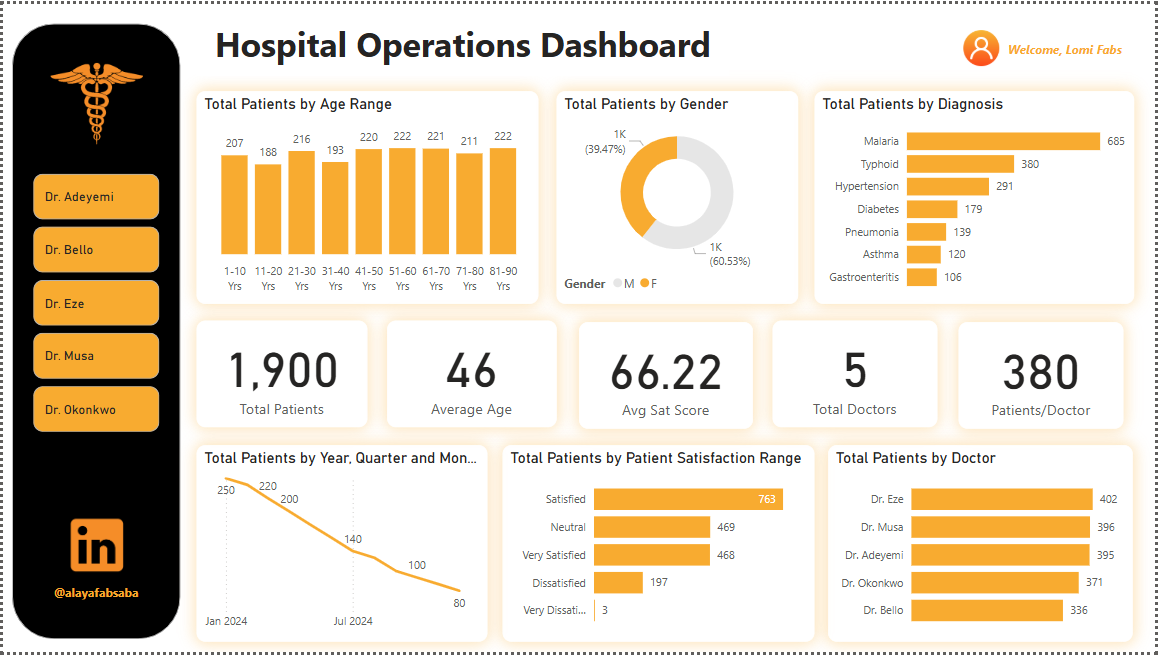 Hospital Operations Dashboard
Welcome, Lomi Fabs
Dr. Adeyemi
Dr. Bello
Dr. Eze
Dr. Musa
Dr. Okonkwo
in
@alayafabsaba
Total Patients by Age Range
207
188
216
193
220
222
221
211
222
1-10 11-20 21-30 31-40 41-50 51-60 61-70 71-80 81-90
Yrs Yrs Yrs Yrs Yrs Yrs Yrs Yrs Yrs
Total Patients by Gender
1K
(39.47%)
1K
(60.53%)
Gender M F
Total Patients by Diagnosis
Malaria 685
Typhoid 380
Hypertension 291
Diabetes 179
Pneumonia 139
Asthma 120
Gastroenteritis 106
1,900
Total Patients
46
Average Age
66.22
Avg Sat Score
5
Total Doctors
380
Patients/Doctor
Total Patients by Year, Quarter and Mon...
250
220
200
140
100
80
Jan 2024 Jul 2024
Total Patients by Patient Satisfaction Range
Satisfied 763
Neutral 469
Very Satisfied 468
Dissatisfied 197
Very Dissati... 3
Total Patients by Doctor
Dr. Eze 402
Dr. Musa 396
Dr. Adeyemi 395
Dr. Okonkwo 371
Dr. Bello 336